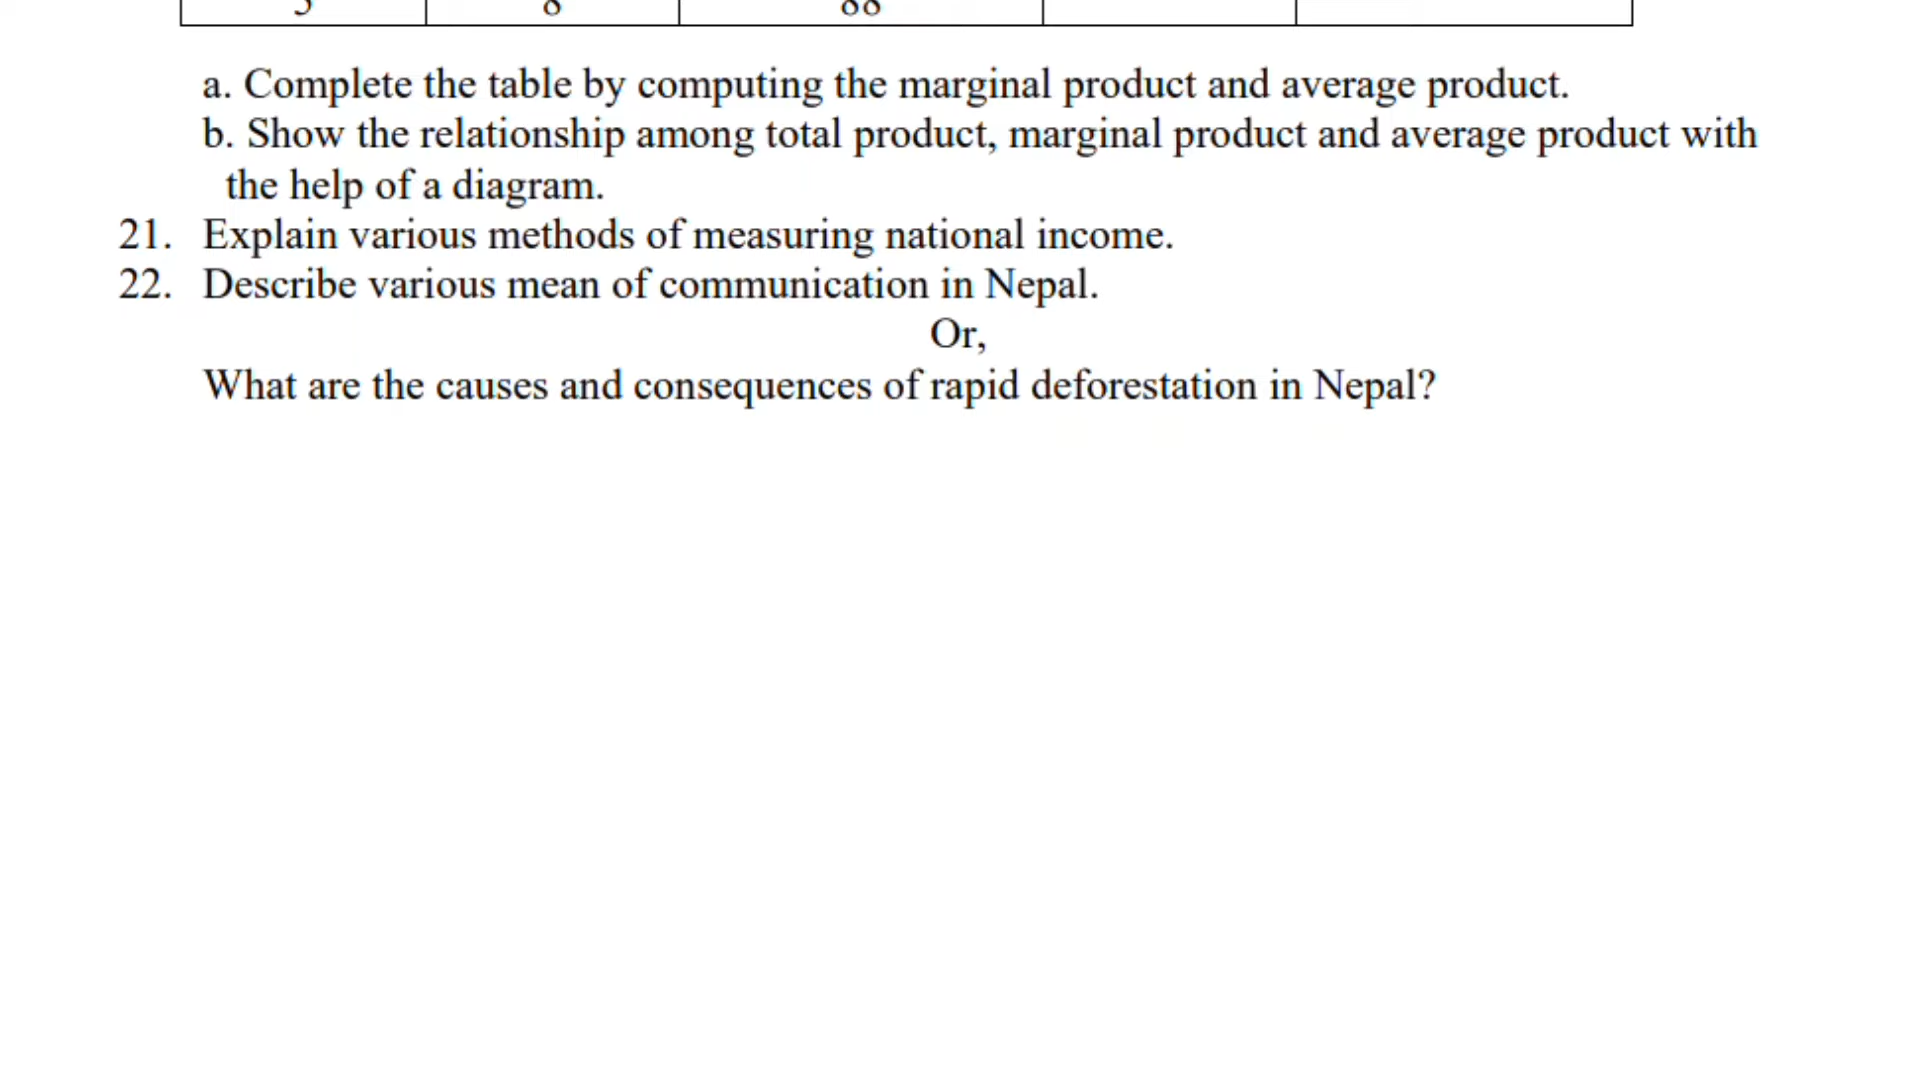 a. Complete the table by computing the marginal product and average product.
b. Show the relationship among total product, marginal product and average product with
the help of a diagram.
21. Explain various methods of measuring national income.
22. Describe various mean of communication in Nepal.
Or,
What are the causes and consequences of rapid deforestation in Nepal?